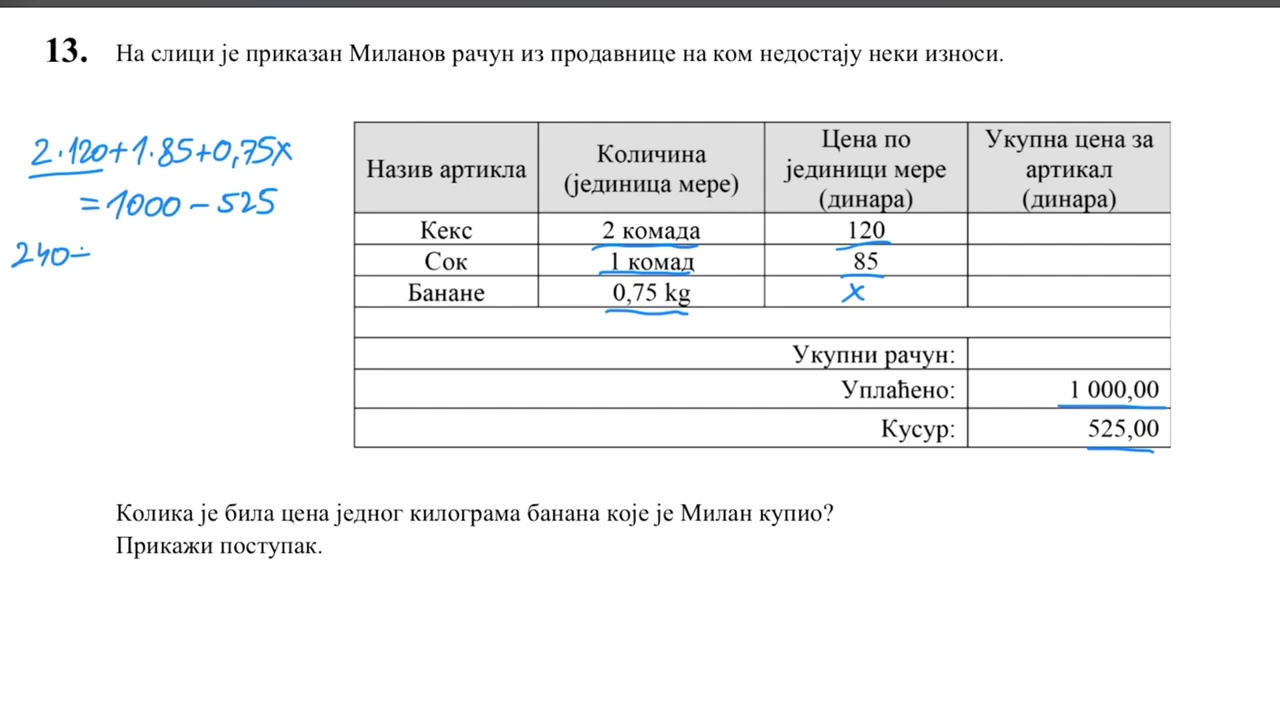 13. На слици је приказан Миланов рачун из продавнице на ком недостају неки износи.
2·120+1·85+0,75x
=1000-525
240+
Назив артикла
Количина
(јединица мере)
Цена по
јединици мере
(динара)
Укупна цена за
артикал
(динара)
Кекс 2 комада 120
Сок 1 комад 85
Банане 0,75 kg x
Укупни рачун:
Уплаћено: 1 000,00
Кусур: 525,00
Колика је била цена једног килограма банана које је Милан купио?
Прикажи поступак.